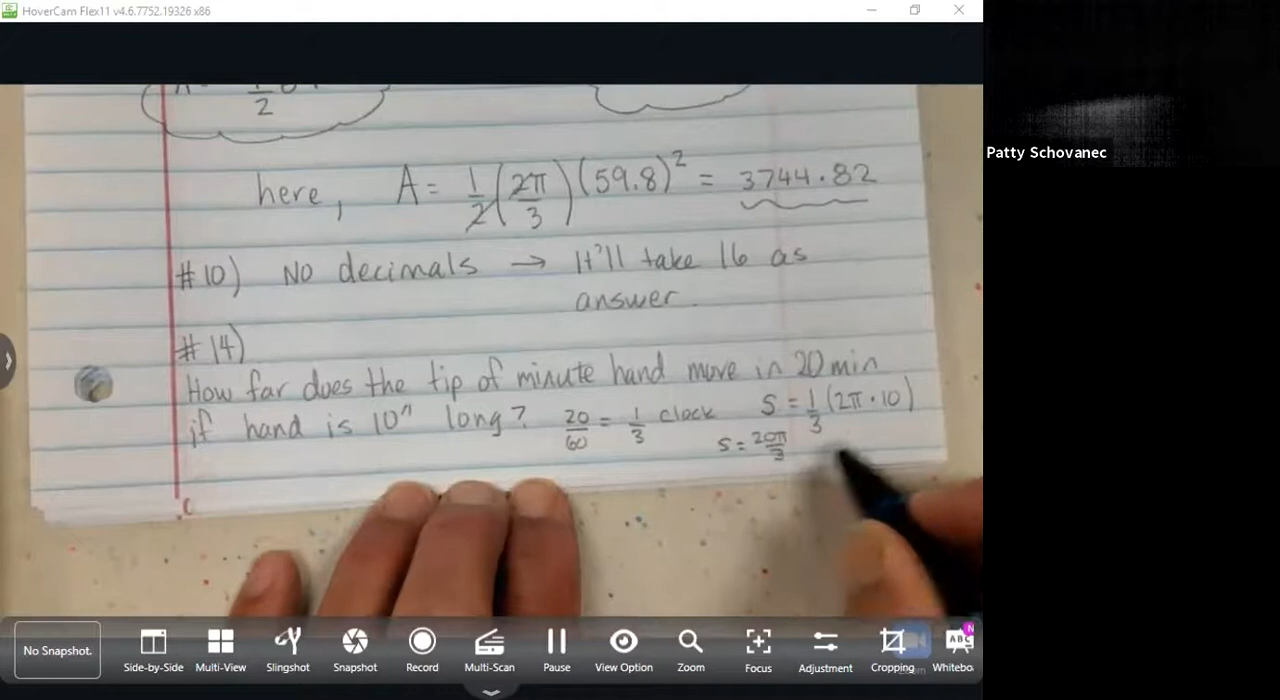 HoverCam Flex11 v4.6.7752.19326 x86
2
here, A = 1/2 (2π/3) (59.8)² = 3744.82
#10) No decimals → It'll take 16 as
answer.
#14)
How far does the tip of minute hand move in 20 min
if hand is 10" long? 20/60 = 1/3 clock S = 1/3 (2π·10)
S = 20π/3
Patty Schovanec
No Snapshot.
Side-by-Side Multi-View Slingshot Snapshot Record Multi-Scan Pause View Option Zoom Focus Adjustment Cropping Whiteboa
ABC
N